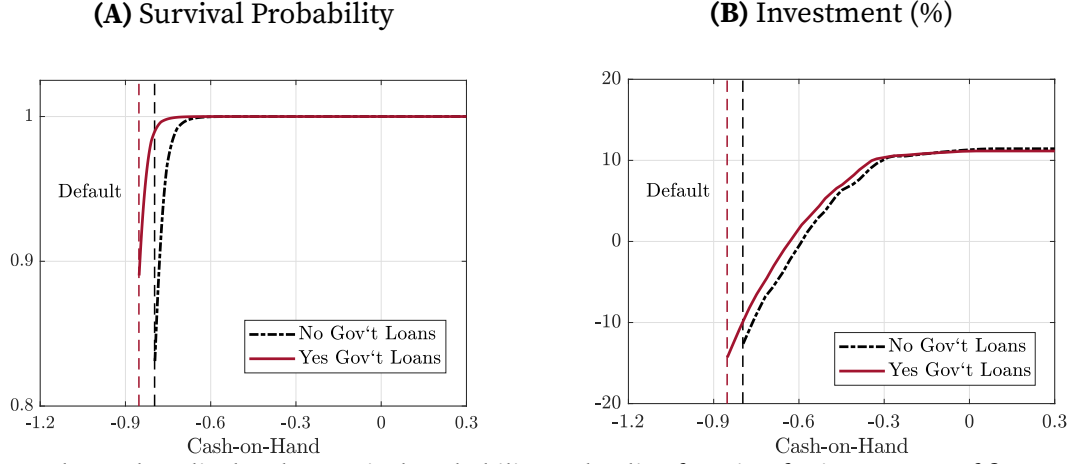 (A) Survival Probability
1
0.9
0.8
-1.2
-0.9
-0.6
-0.3
0
0.3
Default
No Gov‘t Loans
Yes Gov‘t Loans
Cash-on-Hand
(B) Investment (%)
20
10
0
-10
-20
-1.2
-0.9
-0.6
-0.3
0
0.3
Default
No Gov‘t Loans
Yes Gov‘t Loans
Cash-on-Hand